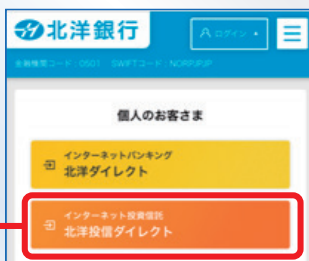 北洋銀行
ログイン
金融機関コード：0501 SWIFTコード：NORPJPJP
個人のお客さま
インターネットバンキング
北洋ダイレクト
インターネット投資信託
北洋投信ダイレクト